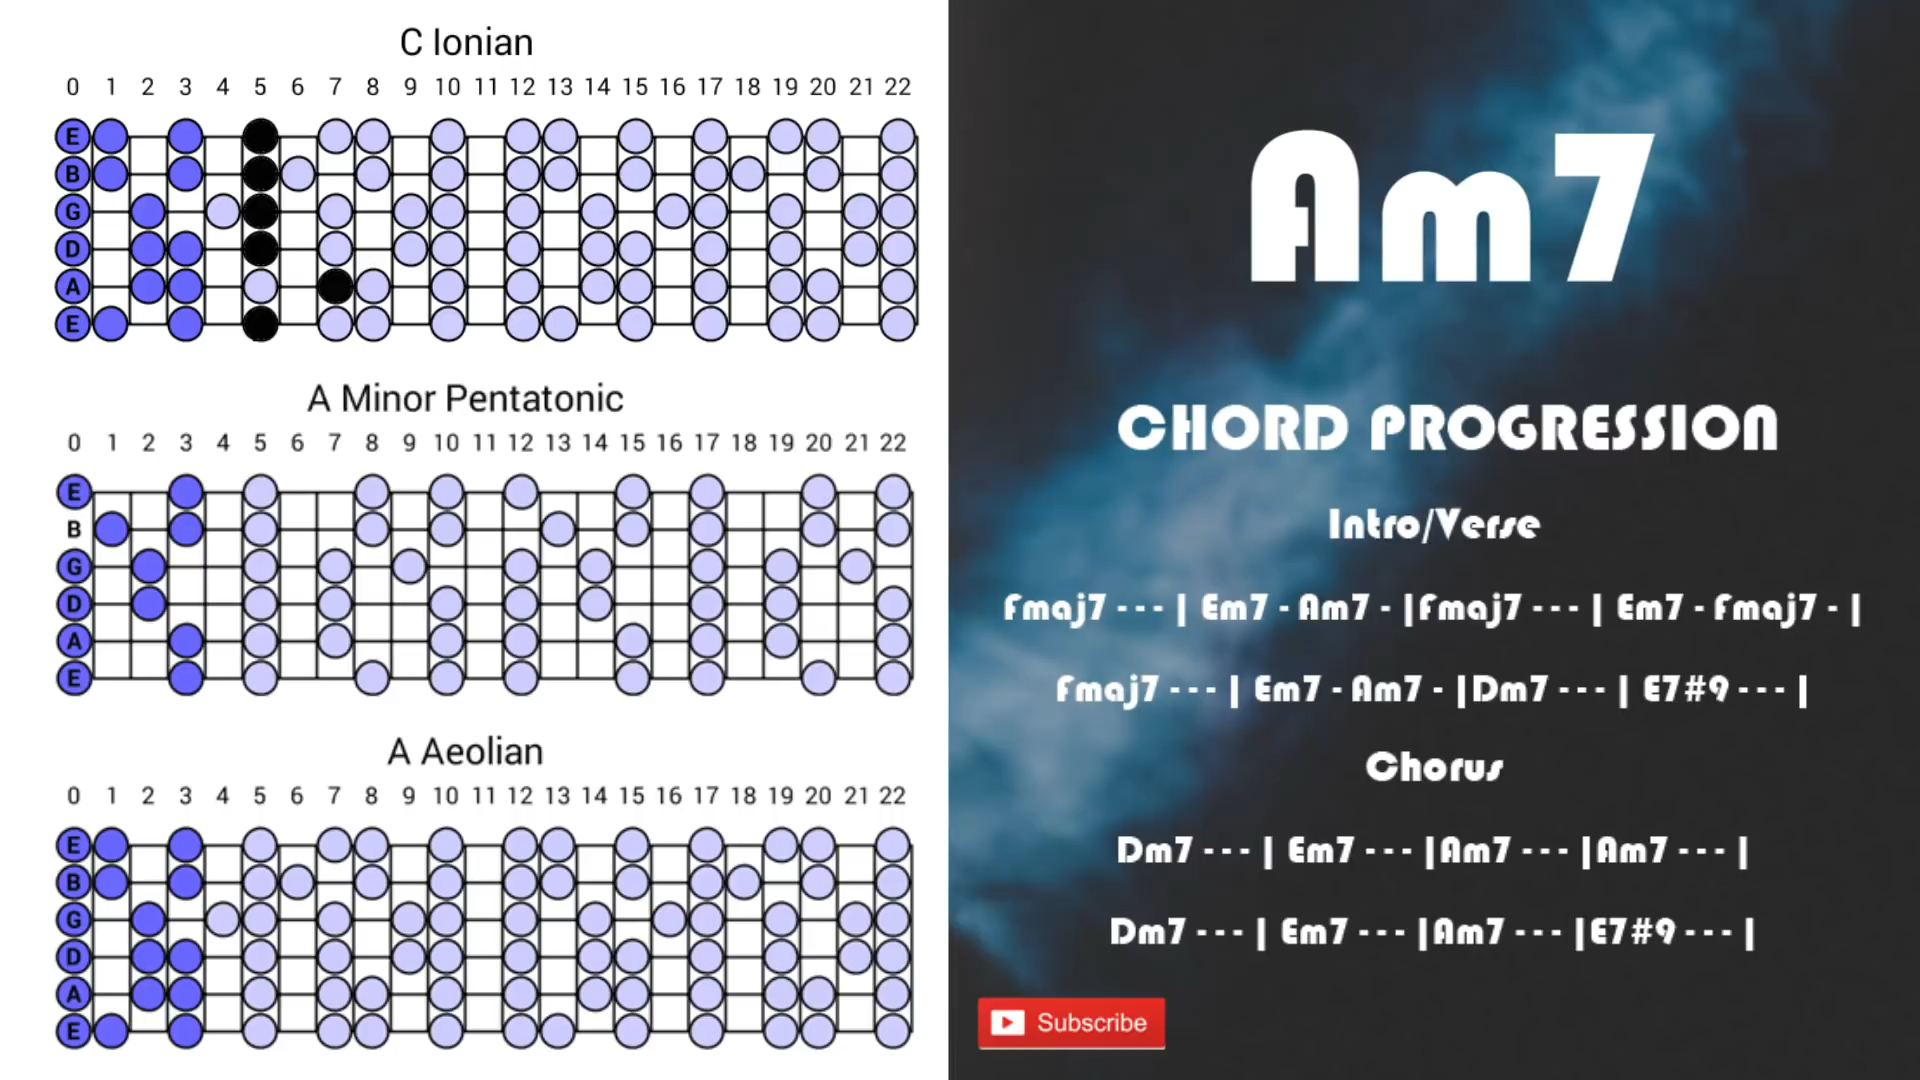 C Ionian
0 1 2 3 4 5 6 7 8 9 10 11 12 13 14 15 16 17 18 19 20 21 22
E
B
G
D
A
E
A Minor Pentatonic
0 1 2 3 4 5 6 7 8 9 10 11 12 13 14 15 16 17 18 19 20 21 22
E
B
G
D
A
E
A Aeolian
0 1 2 3 4 5 6 7 8 9 10 11 12 13 14 15 16 17 18 19 20 21 22
E
B
G
D
A
E
Am7
CHORD PROGRESSION
Intro/Verse
Fmaj7 - - - | Em7 - Am7 - |Fmaj7 - - - | Em7 - Fmaj7 - |
Fmaj7 - - - | Em7 - Am7 - |Dm7 - - - | E7#9 - - - |
Chorus
Dm7 - - - | Em7 - - - |Am7 - - - |Am7 - - - |
Dm7 - - - | Em7 - - - |Am7 - - - |E7#9 - - - |
Subscribe